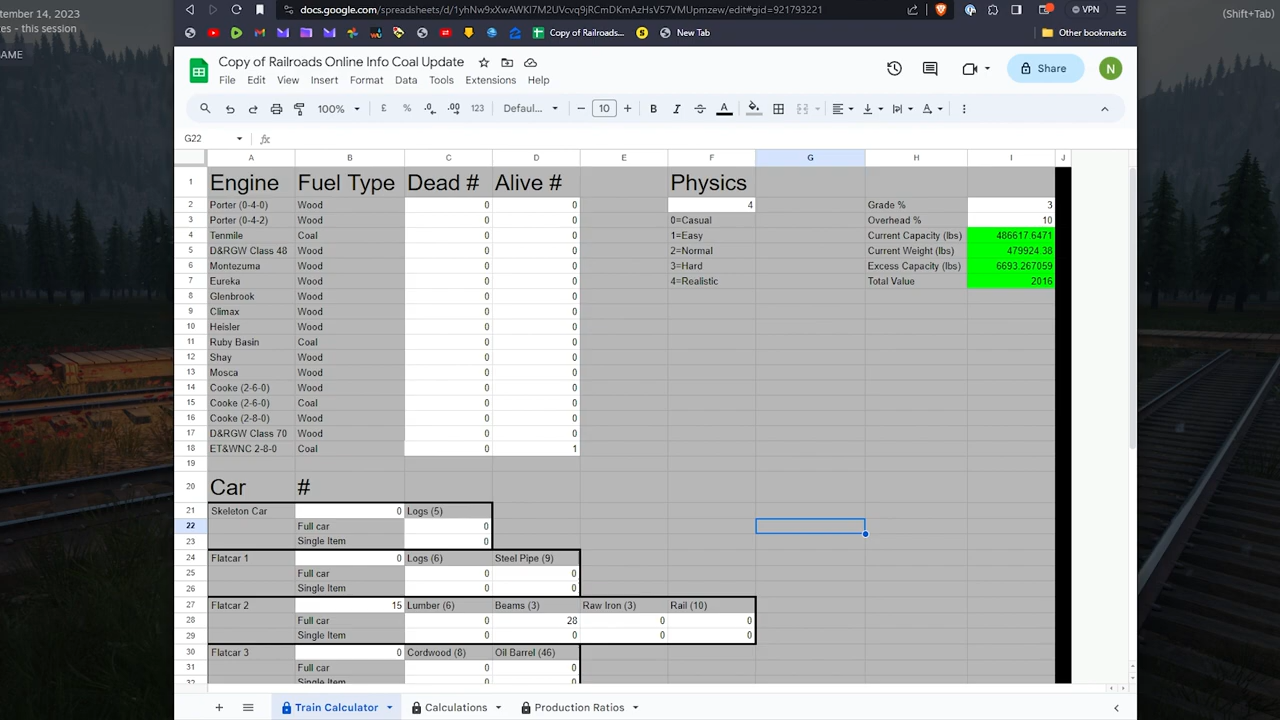 tember 14, 2023
tes - this session
AME
(Shift+Tab)
docs.google.com/spreadsheets/d/1yhNw9xXwAWKl7M2UVcvq9jRCmDKmAzHsV57VMUpmzew/edit#gid=921793221
VPN
Copy of Railroads...
New Tab
Other bookmarks
Copy of Railroads Online Info Coal Update
Share
N
File Edit View Insert Format Data Tools Extensions Help
100% £ % .0 .00 123 Defaul... − 10 + B I A
G22 fx
A B C D E F G H I J
1 Engine Fuel Type Dead # Alive # Physics
2 Porter (0-4-0) Wood 0 0 4 Grade % 3
3 Porter (0-4-2) Wood 0 0 0=Casual Overhead % 10
4 Tenmile Coal 0 0 1=Easy Current Capacity (lbs) 486617.6471
5 D&RGW Class 48 Wood 0 0 2=Normal Current Weight (lbs) 479924.38
6 Montezuma Wood 0 0 3=Hard Excess Capacity (lbs) 6693.267059
7 Eureka Wood 0 0 4=Realistic Total Value 2016
8 Glenbrook Wood 0 0
9 Climax Wood 0 0
10 Heisler Wood 0 0
11 Ruby Basin Coal 0 0
12 Shay Wood 0 0
13 Mosca Wood 0 0
14 Cooke (2-6-0) Wood 0 0
15 Cooke (2-6-0) Coal 0 0
16 Cooke (2-8-0) Wood 0 0
17 D&RGW Class 70 Wood 0 0
18 ET&WNC 2-8-0 Coal 0 1
19
20 Car #
21 Skeleton Car 0 Logs (5)
22 Full car 0
23 Single Item 0
24 Flatcar 1 0 Logs (6) Steel Pipe (9)
25 Full car 0 0
26 Single Item 0 0
27 Flatcar 2 15 Lumber (6) Beams (3) Raw Iron (3) Rail (10)
28 Full car 0 28 0 0
29 Single Item 0 0 0 0
30 Flatcar 3 0 Cordwood (8) Oil Barrel (46)
31 Full car 0 0
32 Single Item 0 0
Train Calculator Calculations Production Ratios